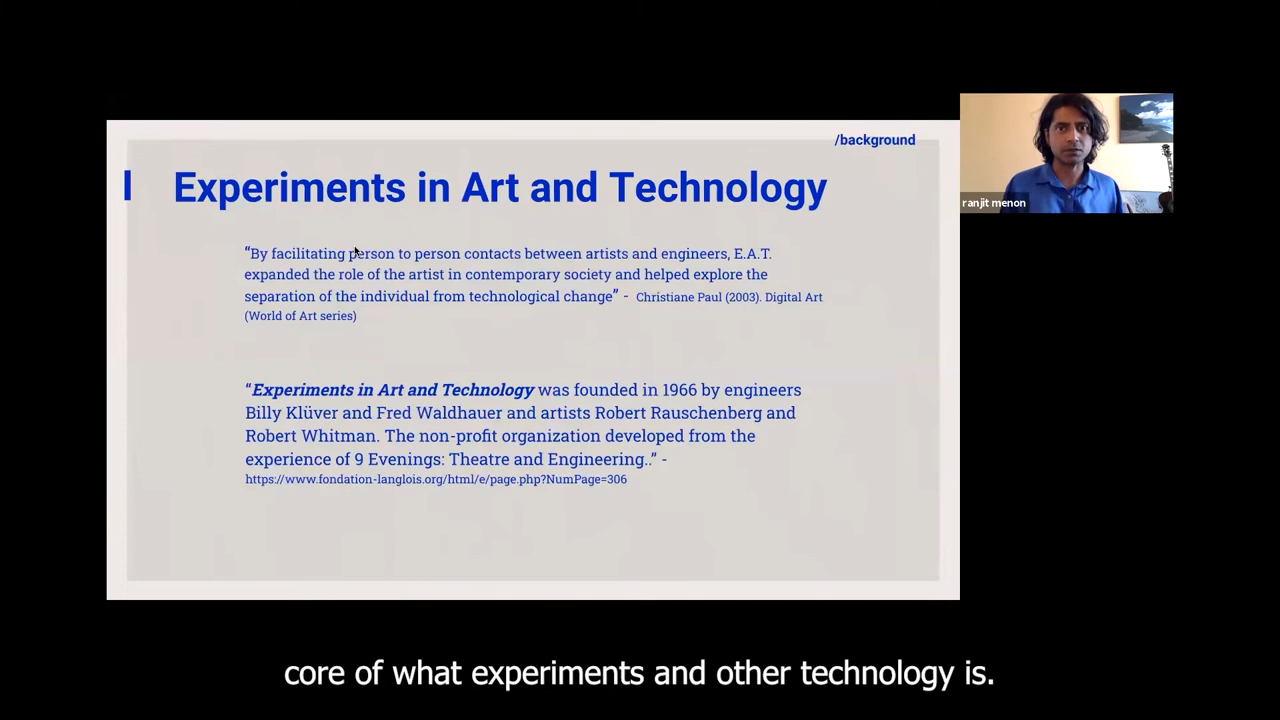 /background
Experiments in Art and Technology
“By facilitating person to person contacts between artists and engineers, E.A.T.
expanded the role of the artist in contemporary society and helped explore the
separation of the individual from technological change” - Christiane Paul (2003). Digital Art
(World of Art series)
“Experiments in Art and Technology was founded in 1966 by engineers
Billy Klüver and Fred Waldhauer and artists Robert Rauschenberg and
Robert Whitman. The non-profit organization developed from the
experience of 9 Evenings: Theatre and Engineering..” -
https://www.fondation-langlois.org/html/e/page.php?NumPage=306
ranjit menon
core of what experiments and other technology is.